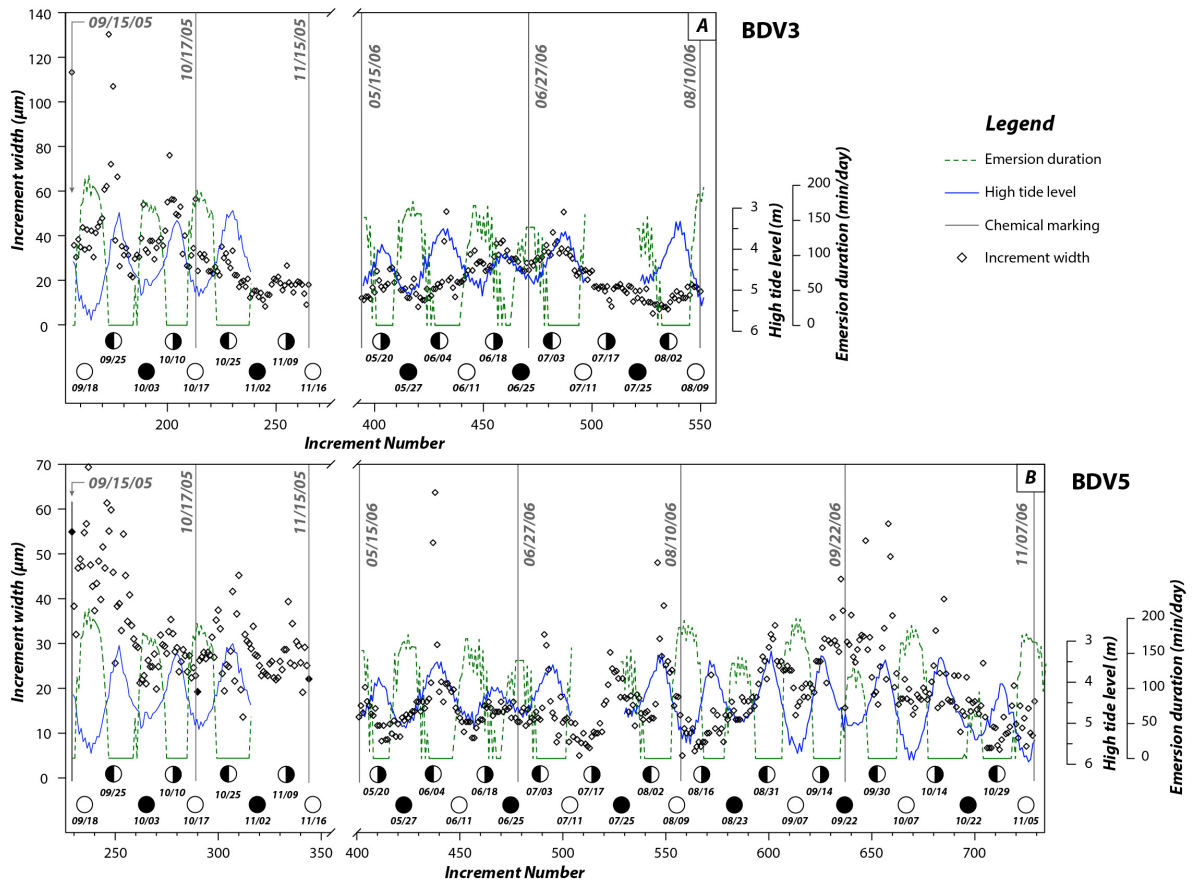 A
BDV3
09/15/05
10/17/05
11/15/05
05/15/06
06/27/06
08/10/06
Increment width (µm)
140
120
100
80
60
40
20
0
3
4
5
6
High tide level (m)
200
150
100
50
0
Emersion duration (min/day)
Legend
Emersion duration
High tide level
Chemical marking
Increment width
09/25 10/10 10/25 11/09 05/20 06/04 06/18 07/03 07/17 08/02
09/18 10/03 10/17 11/02 11/16 05/27 06/11 06/25 07/11 07/25 08/09
200 250 400 450 500 550
Increment Number
B
BDV5
09/15/05
10/17/05
11/15/05
05/15/06
06/27/06
08/10/06
09/22/06
11/07/06
Increment width (µm)
70
60
50
40
30
20
10
0
3
4
5
6
High tide level (m)
200
150
100
50
0
Emersion duration (min/day)
09/25 10/10 10/25 11/09 05/20 06/04 06/18 07/03 07/17 08/02 08/16 08/31 09/14 09/30 10/14 10/29
09/18 10/03 10/17 11/02 11/16 05/27 06/11 06/25 07/11 07/25 08/09 08/23 09/07 09/22 10/07 10/22 11/05
250 300 350 400 450 500 550 600 650 700
Increment Number